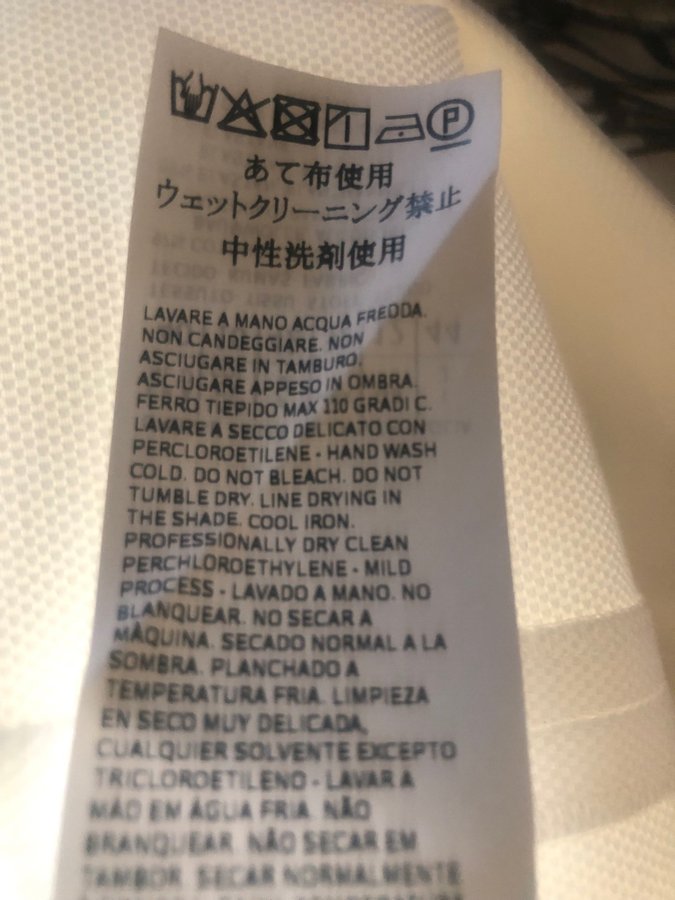 P
あて布使用
ウェットクリーニング禁止
中性洗剤使用
LAVARE A MANO ACQUA FREDDA.
NON CANDEGGIARE. NON
ASCIUGARE IN TAMBURO.
ASCIUGARE APPESO IN OMBRA.
FERRO TIEPIDO MAX 110 GRADI C.
LAVARE A SECCO DELICATO CON
PERCLOROETILENE - HAND WASH
COLD. DO NOT BLEACH. DO NOT
TUMBLE DRY. LINE DRYING IN
THE SHADE. COOL IRON.
PROFESSIONALLY DRY CLEAN
PERCHLOROETHYLENE - MILD
PROCESS - LAVADO A MANO. NO
BLANQUEAR. NO SECAR A
MÀQUINA. SECADO NORMAL A LA
SOMBRA. PLANCHADO A
TEMPERATURA FRIA. LIMPIEZA
EN SECO MUY DELICADA,
CUALQUIER SOLVENTE EXCEPTO
TRICLOROETILENO - LAVAR A
MÃO EM ÁGUA FRIA. NÃO
BRANQUEAR. NÃO SECAR EM
TAMBOR. SECAR NORMALMENTE